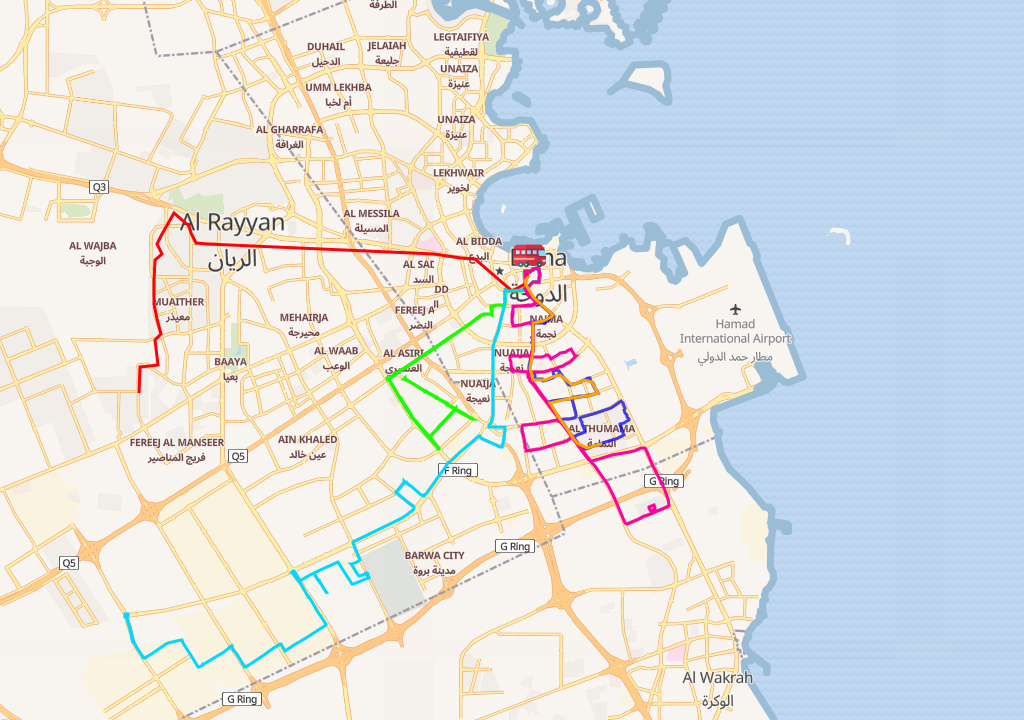 الطرفة
LEGTAIFIYA
لقطيفية
DUHAIL
الدحيل
JELAIAH
جليعة
UNAIZA
عنيزة
UMM LEKHBA
أم لخبا
UNAIZA
عنيزة
AL GHARRAFA
الغرافة
LEKHWAIR
لخوير
Q3
Al Rayyan
الريان
AL MESSILA
المسيلة
AL WAJBA
الوجبة
AL BIDDA
البدع
الدوحة
AL SAD
السد
DD
ال
MUAITHER
معيذر
FEREEJ A
النصر
MEHAIRJA
محيرجة
NAJMA
نجمة
Hamad
International Airport
مطار حمد الدولي
AL WAAB
الوعب
AL ASIRI
العسيري
NUAIJA
نعيجة
BAAYA
بعيا
NUAIJA
نعيجة
AL THUMAMA
الثمامة
FEREEJ AL MANSEER
فريج المناصير
AIN KHALED
عين خالد
Q5
F Ring
G Ring
G Ring
BARWA CITY
مدينة بروة
Q5
Al Wakrah
الوكرة
G Ring